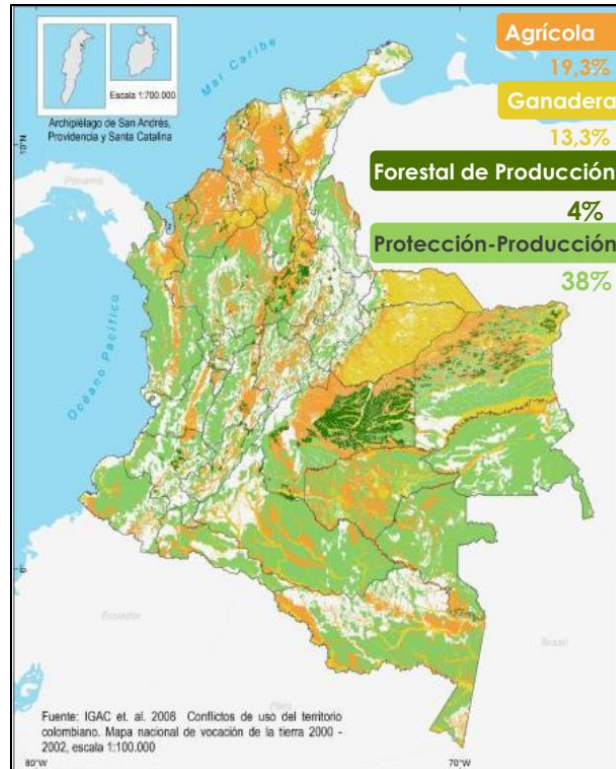 Escala 1:700.000
Archipiélago de San Andrés,
Providencia y Santa Catalina
Mar Caribe
Agrícola
19,3%
Ganadera
13,3%
Forestal de Producción
4%
Protección-Producción
38%
10°N
Panamá
Océano Pacífico
0°
Ecuador
Brasil
Perú
Fuente: IGAC et. al. 2008 Conflictos de uso del territorio
colombiano. Mapa nacional de vocación de la tierra 2000 -
2002, escala 1:100.000
80°W
70°W